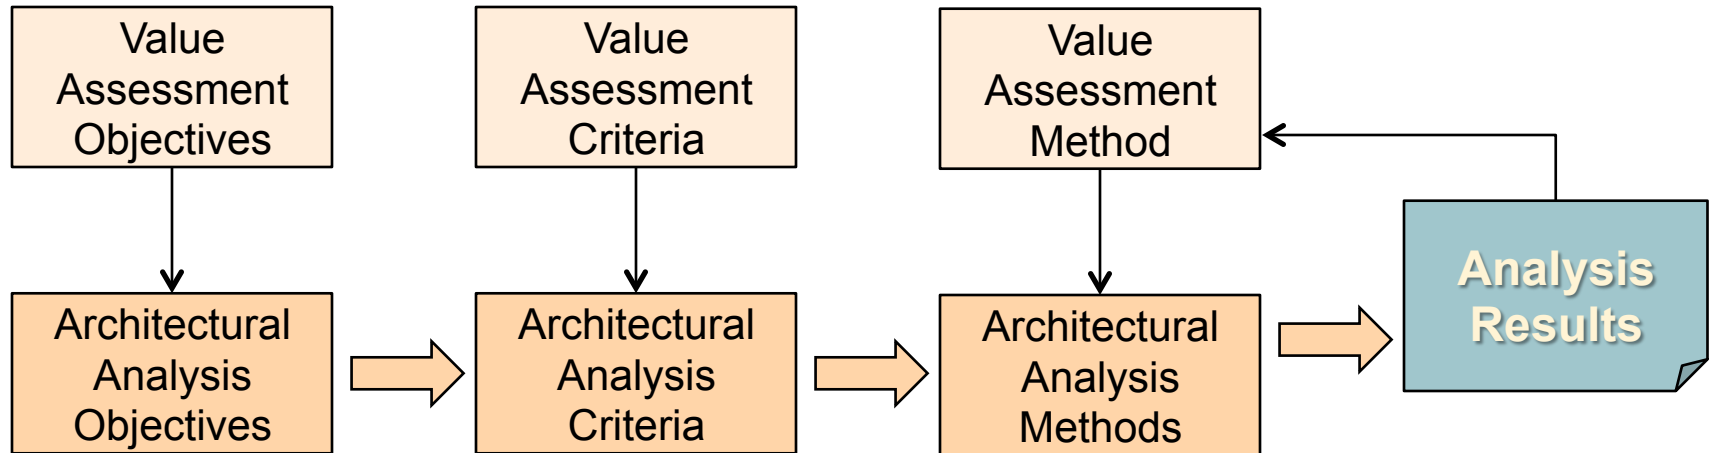 Value
Assessment
Objectives
Value
Assessment
Criteria
Value
Assessment
Method
Architectural
Analysis
Objectives
Architectural
Analysis
Criteria
Architectural
Analysis
Methods
Analysis
Results